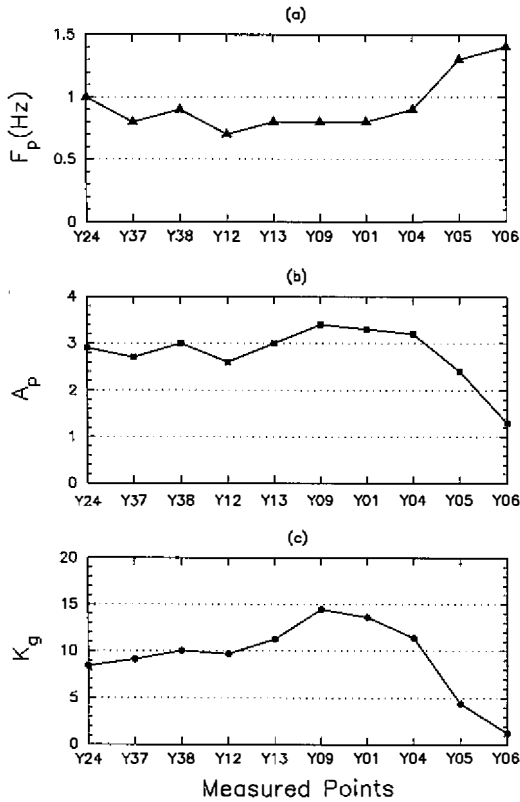 (a)
1.5
1
0.5
0
F_p(Hz)
Y24 Y37 Y38 Y12 Y13 Y09 Y01 Y04 Y05 Y06
(b)
4
3
2
1
0
A_p
Y24 Y37 Y38 Y12 Y13 Y09 Y01 Y04 Y05 Y06
(c)
20
15
10
5
0
K_g
Y24 Y37 Y38 Y12 Y13 Y09 Y01 Y04 Y05 Y06
Measured Points